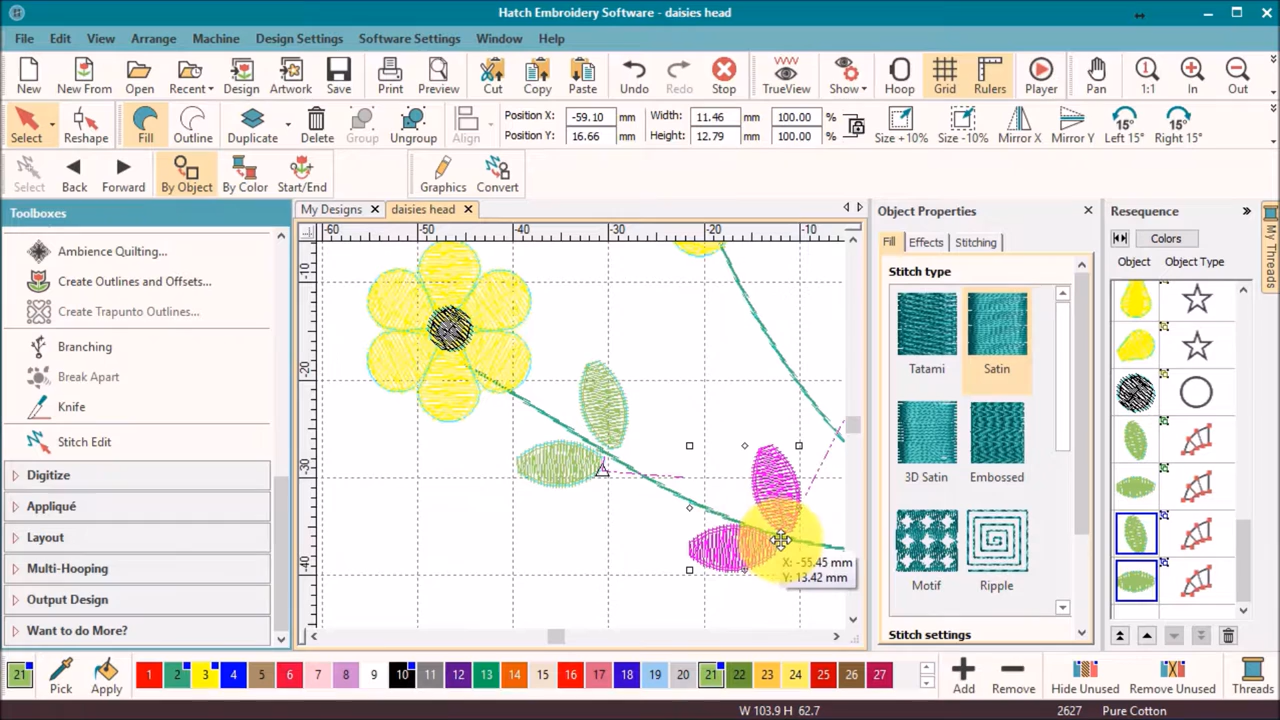 Hatch Embroidery Software - daisies head
File Edit View Arrange Machine Design Settings Software Settings Window Help
New New From Open Recent Design Artwork Save Print Preview Cut Copy Paste Undo Redo Stop TrueView Show Hoop Grid Rulers Player Pan 1:1 In Out
Select Reshape Fill Outline Duplicate Delete Group Ungroup Align
Position X: -59.10 mm Width: 11.46 mm 100.00 %
Position Y: 16.66 mm Height: 12.79 mm 100.00 %
Size +10% Size -10% Mirror X Mirror Y 15° Left 15° 15° Right 15°
Select Back Forward By Object By Color Start/End Graphics Convert
Toolboxes
Ambience Quilting...
Create Outlines and Offsets...
Create Trapunto Outlines...
Branching
Break Apart
Knife
Stitch Edit
Digitize
Appliqué
Layout
Multi-Hooping
Output Design
Want to do More?
My Designs daisies head
-60 -50 -40 -30 -20 -10
-10
-20
-30
-40
X: -55.45 mm
Y: 13.42 mm
Object Properties
Fill Effects Stitching
Stitch type
Tatami Satin
3D Satin Embossed
Motif Ripple
Stitch settings
Resequence
Colors
Object Object Type
My Threads
21 Pick Apply 1 2 3 4 5 6 7 8 9 10 11 12 13 14 15 16 17 18 19 20 21 22 23 24 25 26 27 Add Remove Hide Unused Remove Unused Threads
W 103.9 H 62.7 2627 Pure Cotton